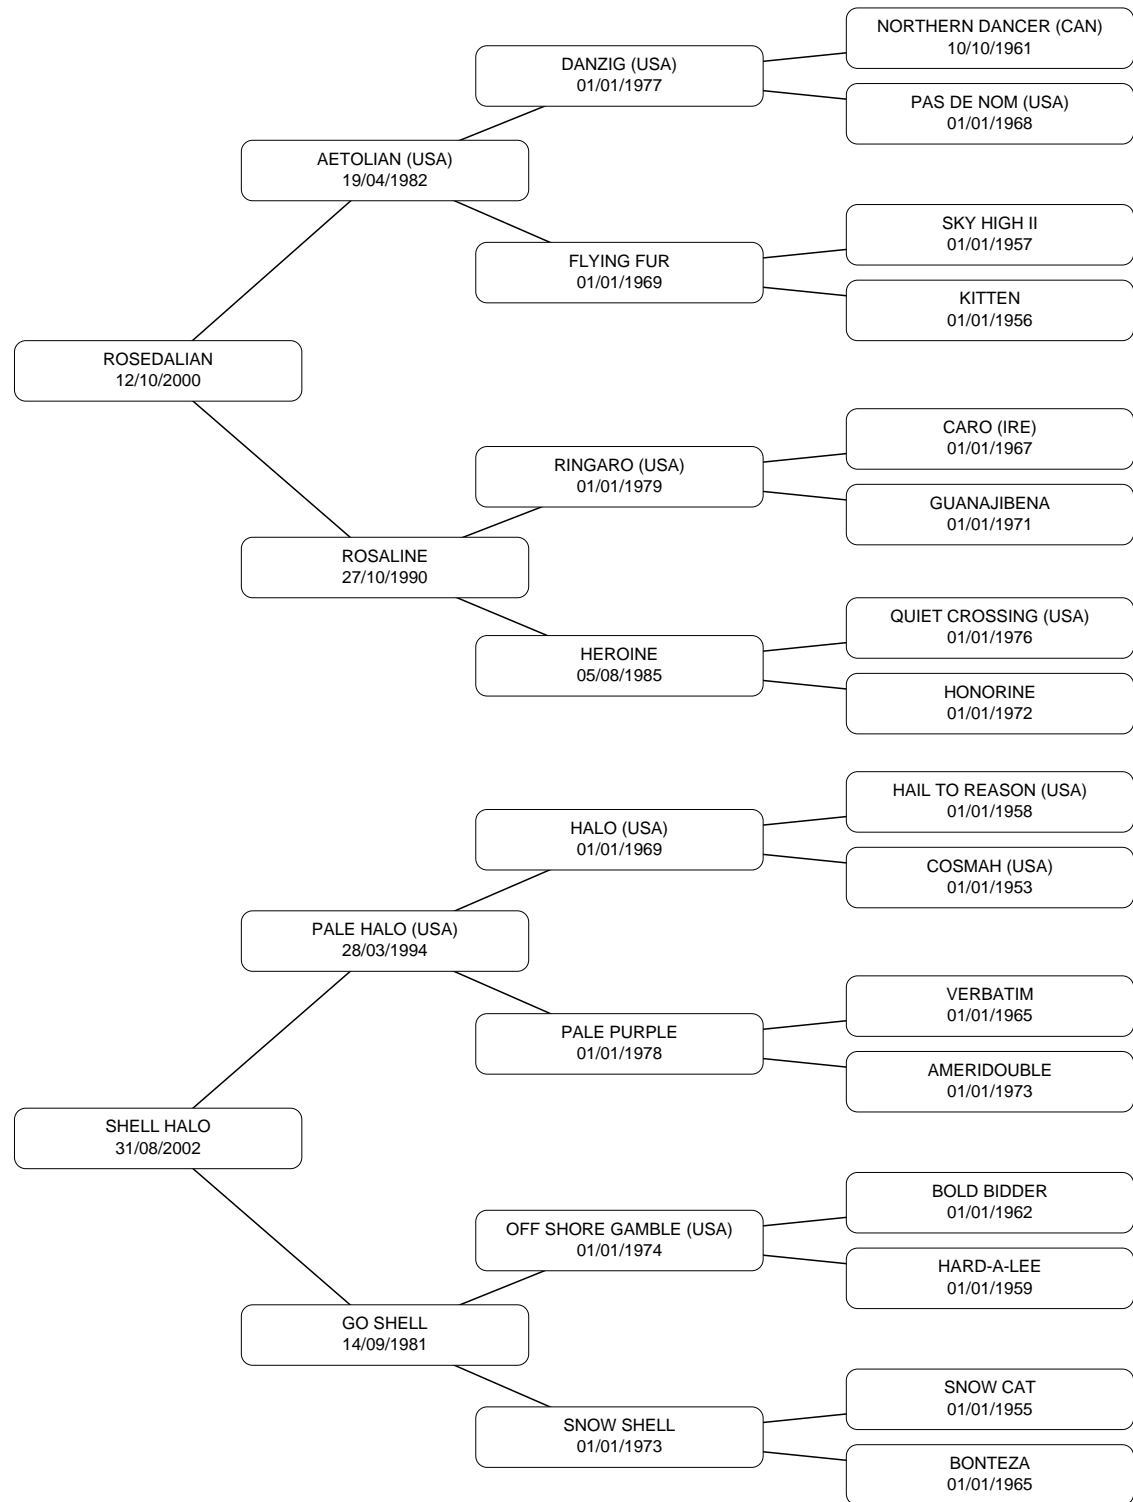 NORTHERN DANCER (CAN)
10/10/1961
DANZIG (USA)
01/01/1977
PAS DE NOM (USA)
01/01/1968
AETOLIAN (USA)
19/04/1982
SKY HIGH II
01/01/1957
FLYING FUR
01/01/1969
KITTEN
01/01/1956
ROSEDALIAN
12/10/2000
CARO (IRE)
01/01/1967
RINGARO (USA)
01/01/1979
GUANAJIBENA
01/01/1971
ROSALINE
27/10/1990
QUIET CROSSING (USA)
01/01/1976
HEROINE
05/08/1985
HONORINE
01/01/1972
HAIL TO REASON (USA)
01/01/1958
HALO (USA)
01/01/1969
COSMAH (USA)
01/01/1953
PALE HALO (USA)
28/03/1994
VERBATIM
01/01/1965
PALE PURPLE
01/01/1978
AMERIDOUBLE
01/01/1973
SHELL HALO
31/08/2002
BOLD BIDDER
01/01/1962
OFF SHORE GAMBLE (USA)
01/01/1974
HARD-A-LEE
01/01/1959
GO SHELL
14/09/1981
SNOW CAT
01/01/1955
SNOW SHELL
01/01/1973
BONTEZA
01/01/1965